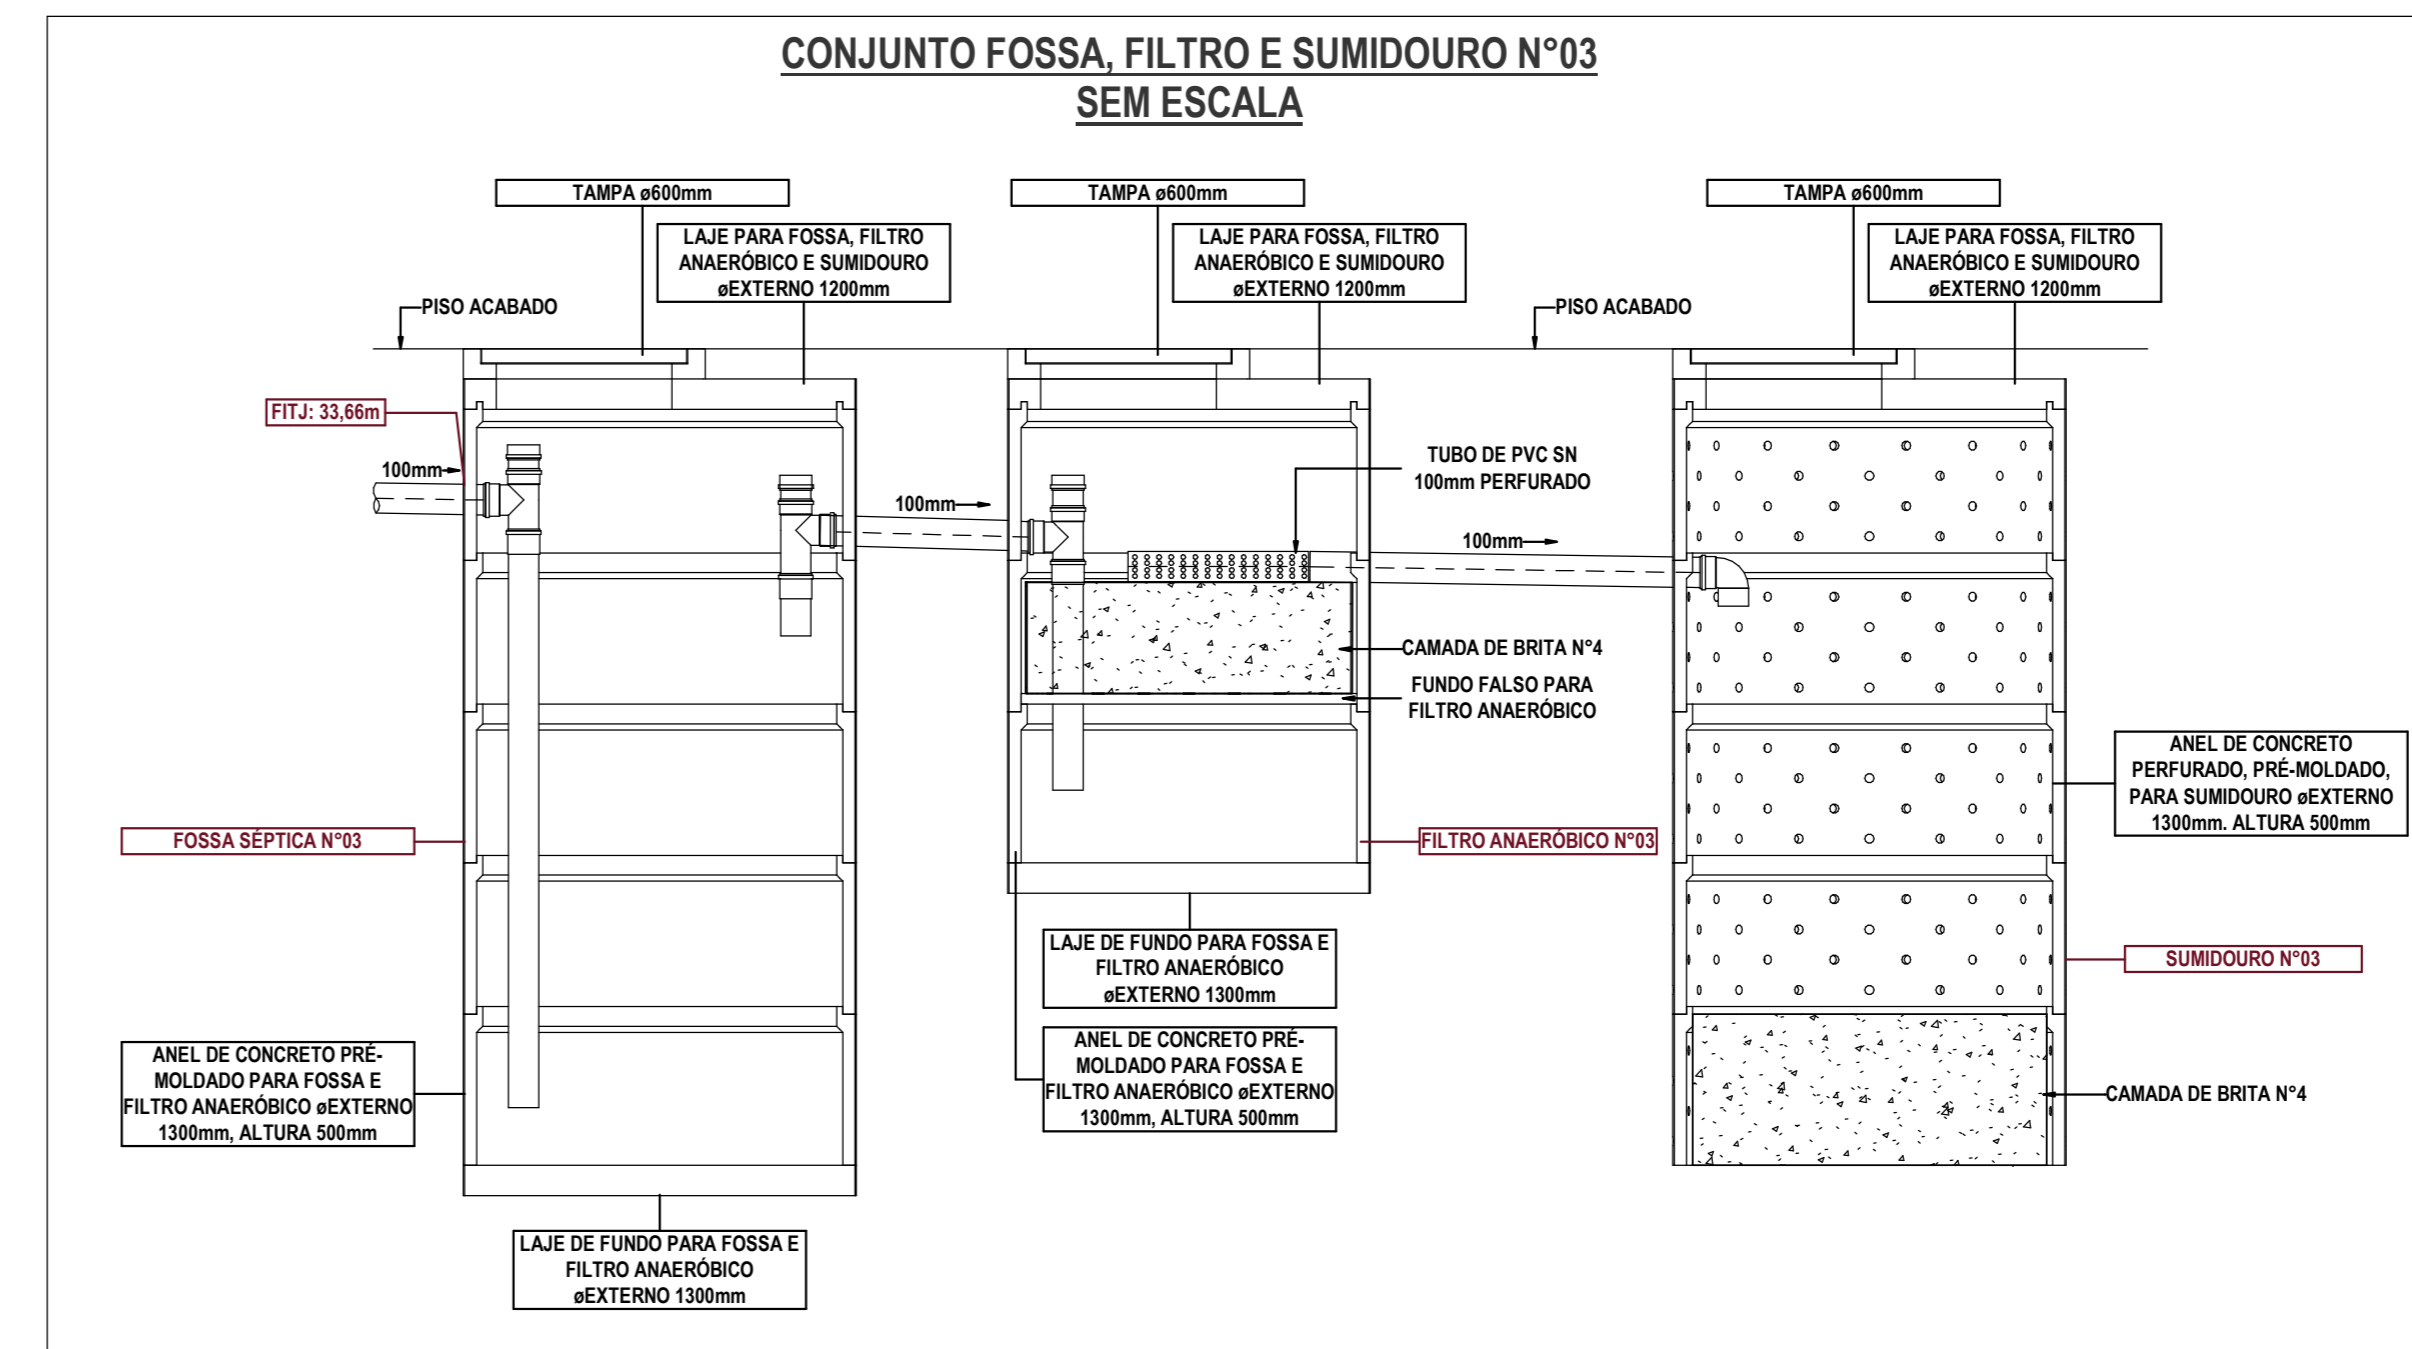 CONJUNTO FOSSA, FILTRO E SUMIDOURO N°03
SEM ESCALA
TAMPA ø600mm
TAMPA ø600mm
TAMPA ø600mm
LAJE PARA FOSSA, FILTRO
ANAERÓBICO E SUMIDOURO
øEXTERNO 1200mm
LAJE PARA FOSSA, FILTRO
ANAERÓBICO E SUMIDOURO
øEXTERNO 1200mm
LAJE PARA FOSSA, FILTRO
ANAERÓBICO E SUMIDOURO
øEXTERNO 1200mm
PISO ACABADO
PISO ACABADO
FITJ: 33,66m
100mm
100mm
TUBO DE PVC SN
100mm PERFURADO
100mm
CAMADA DE BRITA N°4
FUNDO FALSO PARA
FILTRO ANAERÓBICO
ANEL DE CONCRETO
PERFURADO, PRÉ-MOLDADO,
PARA SUMIDOURO øEXTERNO
1300mm. ALTURA 500mm
FOSSA SÉPTICA N°03
FILTRO ANAERÓBICO N°03
LAJE DE FUNDO PARA FOSSA E
FILTRO ANAERÓBICO
øEXTERNO 1300mm
SUMIDOURO N°03
ANEL DE CONCRETO PRÉ-
MOLDADO PARA FOSSA E
FILTRO ANAERÓBICO øEXTERNO
1300mm, ALTURA 500mm
ANEL DE CONCRETO PRÉ-
MOLDADO PARA FOSSA E
FILTRO ANAERÓBICO øEXTERNO
1300mm, ALTURA 500mm
CAMADA DE BRITA N°4
LAJE DE FUNDO PARA FOSSA E
FILTRO ANAERÓBICO
øEXTERNO 1300mm